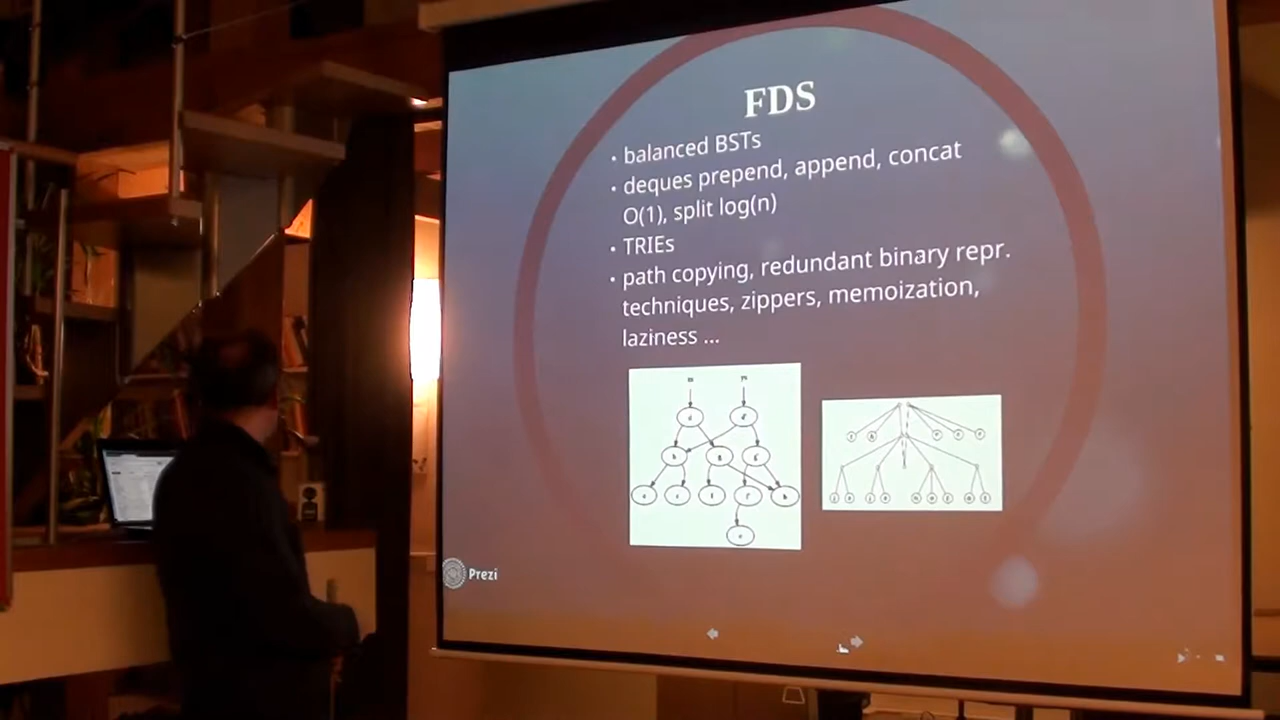 FDS
• balanced BSTs
• deques prepend, append, concat
O(1), split log(n)
• TRIEs
• path copying, redundant binary repr.
techniques, zippers, memoization,
laziness ...
Prezi